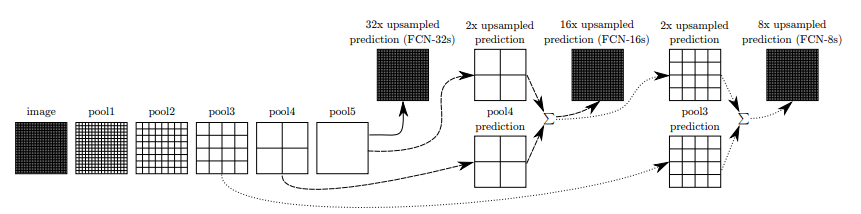 32x upsampled
prediction (FCN-32s)
2x upsampled
prediction
16x upsampled
prediction (FCN-16s)
2x upsampled
prediction
8x upsampled
prediction (FCN-8s)
image
pool1
pool2
pool3
pool4
pool5
pool4
prediction
pool3
prediction
∑
∑